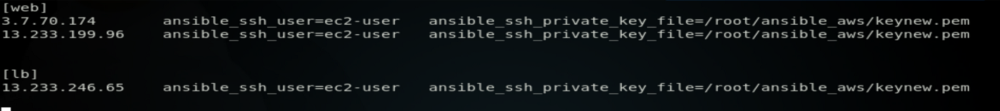 [web]
3.7.70.174 ansible_ssh_user=ec2-user ansible_ssh_private_key_file=/root/ansible_aws/keynew.pem
13.233.199.96 ansible_ssh_user=ec2-user ansible_ssh_private_key_file=/root/ansible_aws/keynew.pem
[lb]
13.233.246.65 ansible_ssh_user=ec2-user ansible_ssh_private_key_file=/root/ansible_aws/keynew.pem